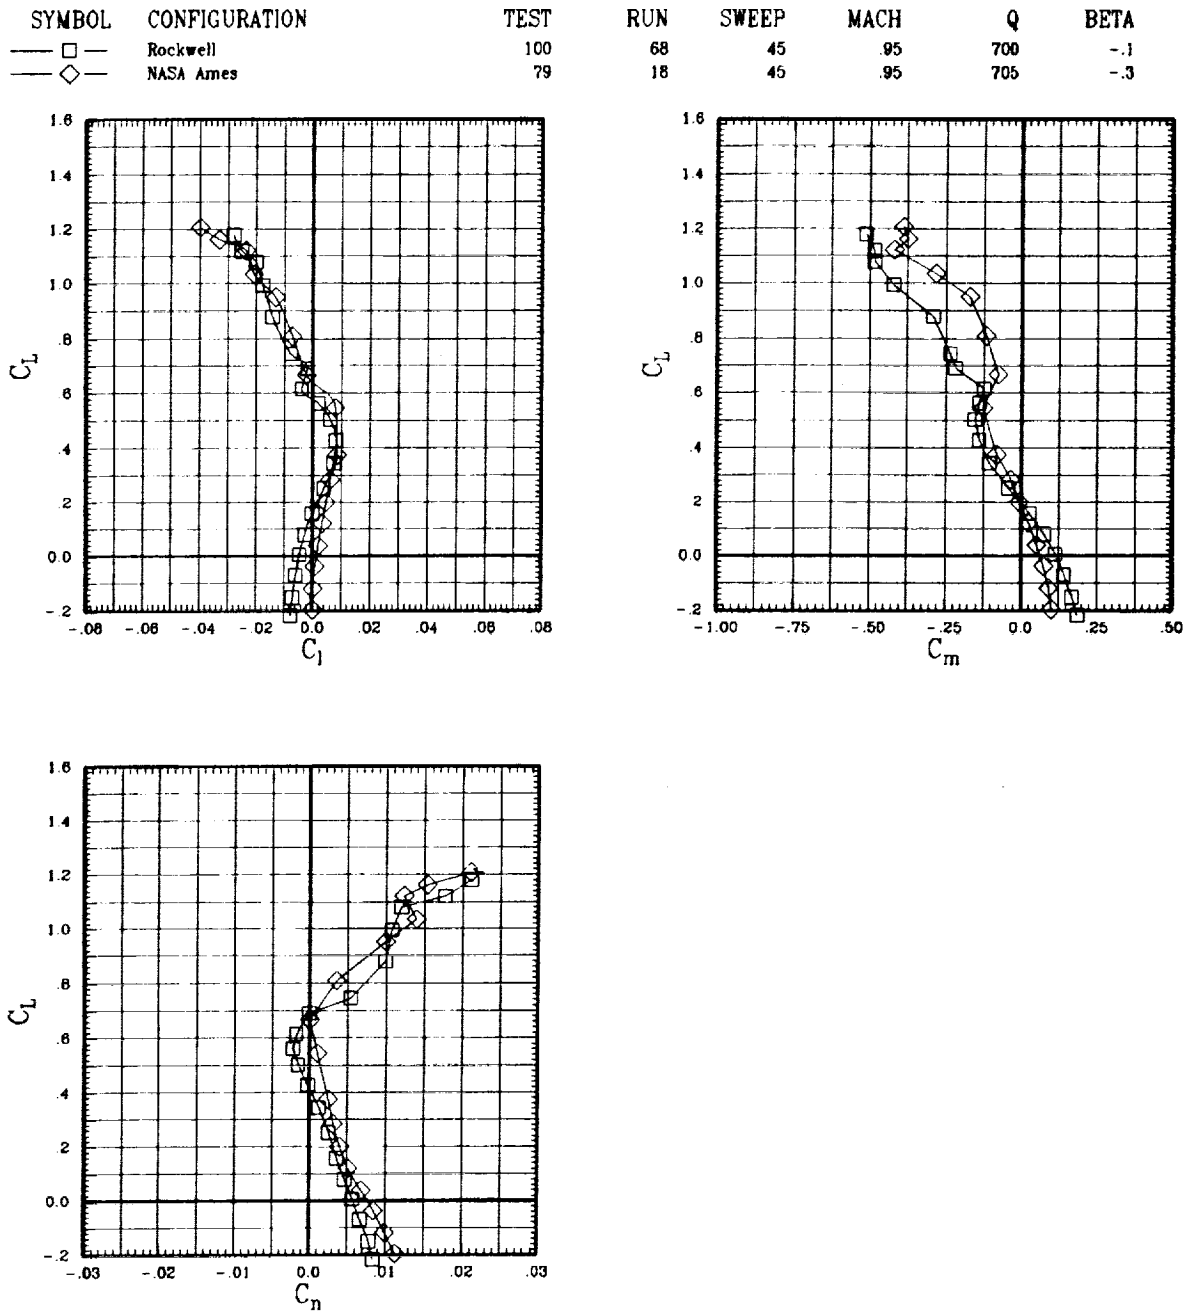 SYMBOL CONFIGURATION TEST RUN SWEEP MACH Q BETA
Rockwell 100 68 45 .95 700 -.1
NASA Ames 79 18 45 .95 705 -.3
1.6
1.4
1.2
1.0
.8
.6
.4
.2
0.0
-.2
C_L
-.08 -.06 -.04 -.02 0.0 .02 .04 .06 .08
C_l
1.6
1.4
1.2
1.0
.8
.6
.4
.2
0.0
-.2
C_L
-1.00 -.75 -.50 -.25 0.0 .25 .50
C_m
1.6
1.4
1.2
1.0
.8
.6
.4
.2
0.0
-.2
C_L
-.03 -.02 -.01 0.0 .01 .02 .03
C_n